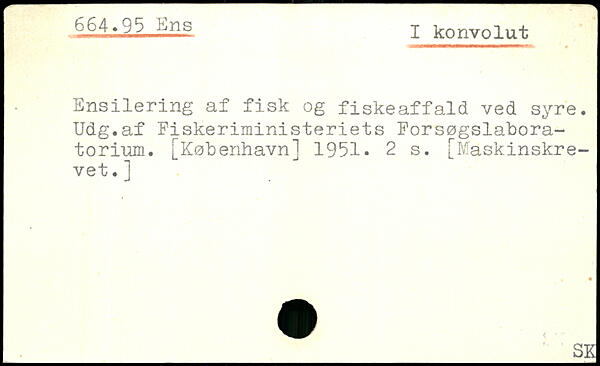 664.95 Ens
I konvolut
Ensilering af fisk og fiskeaffald ved syre.
Udg.af Fiskeriministeriets Forsøgslabora-
torium. [København] 1951. 2 s. [Maskinskre-
vet.]
SK